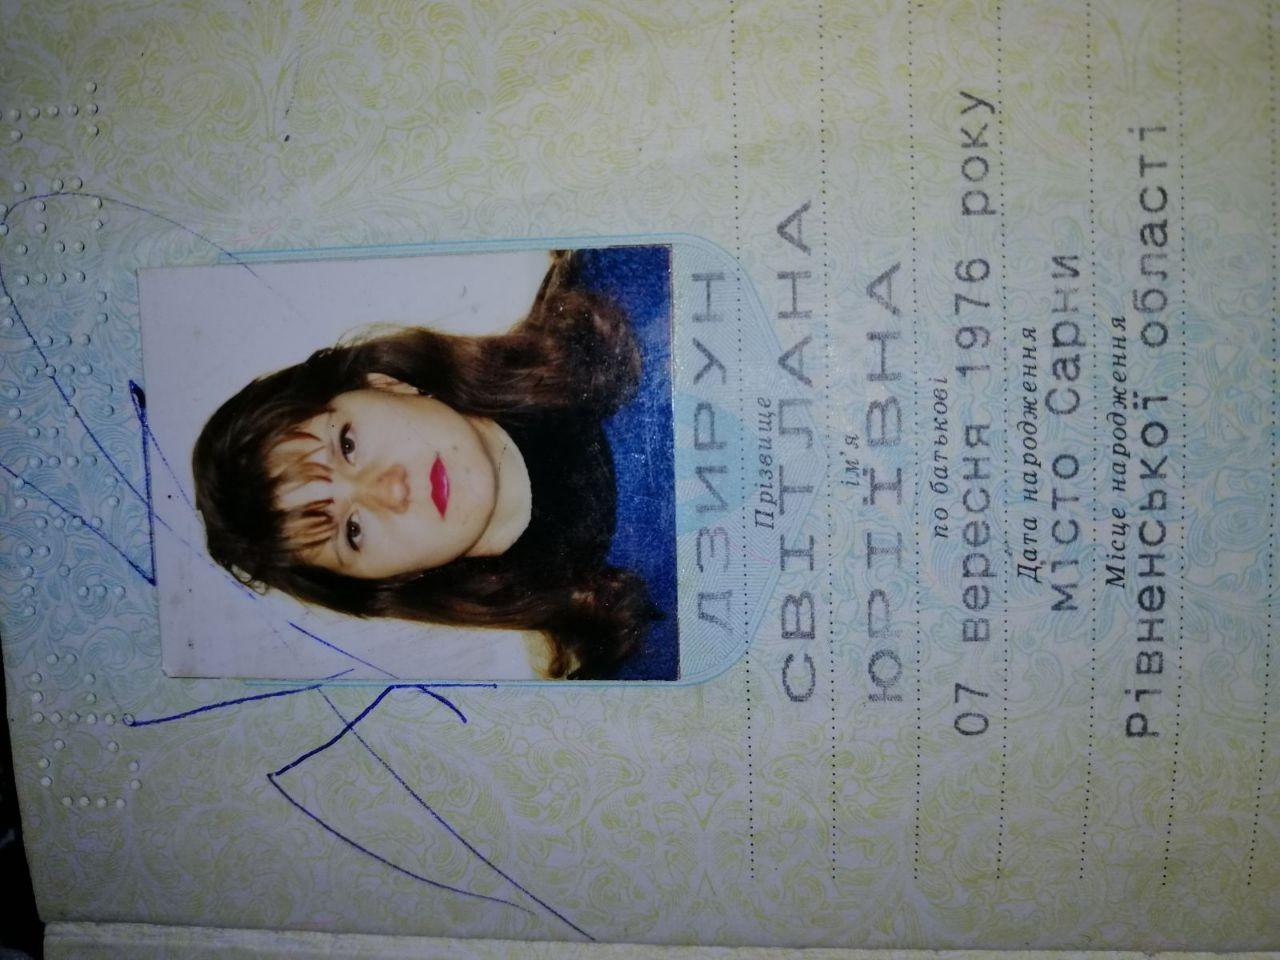 ДЗИРУН
Прізвище
СВІТЛАНА
ім'я
ЮРІЇВНА
по батькові
07 вересня 1976 року
Дата народження
місто Сарни
Місце народження
Рівненської області